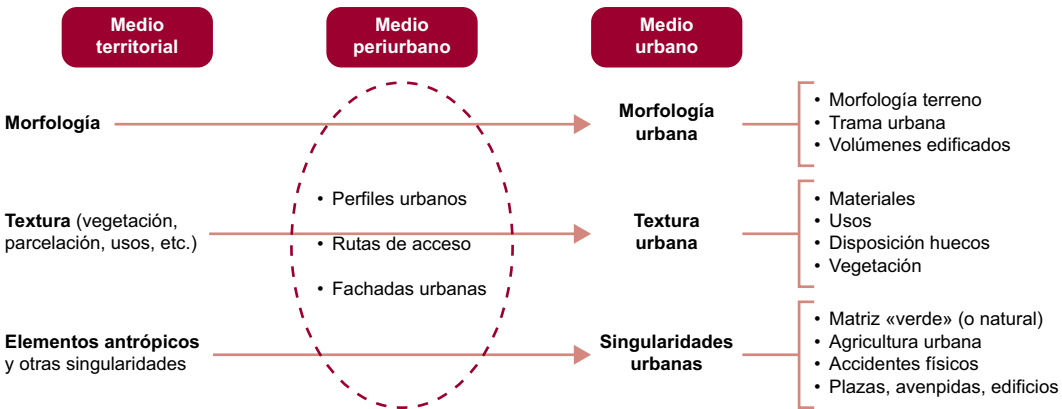 Medio
territorial
Medio
periurbano
Medio
urbano
Morfología
Morfología
urbana
• Morfología terreno
• Trama urbana
• Volúmenes edificados
Textura (vegetación,
parcelación, usos, etc.)
• Perfiles urbanos
• Rutas de acceso
• Fachadas urbanas
Textura
urbana
• Materiales
• Usos
• Disposición huecos
• Vegetación
Elementos antrópicos
y otras singularidades
Singularidades
urbanas
• Matriz «verde» (o natural)
• Agricultura urbana
• Accidentes físicos
• Plazas, avenpidas, edificios